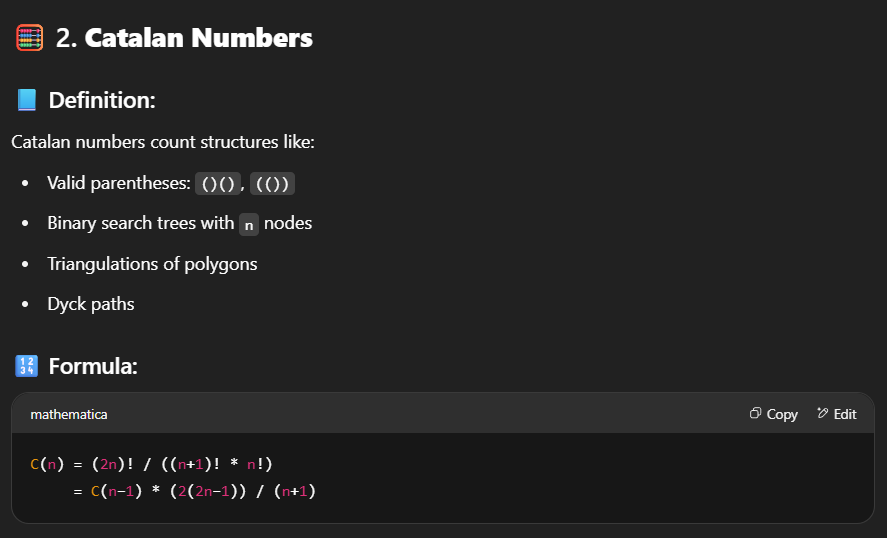 🧮 2. Catalan Numbers
📘 Definition:
Catalan numbers count structures like:
• Valid parentheses: ()(), (())
• Binary search trees with n nodes
• Triangulations of polygons
• Dyck paths
🔢 Formula:
mathematica Copy Edit
C(n) = (2n)! / ((n+1)! * n!)
= C(n-1) * (2(2n-1)) / (n+1)